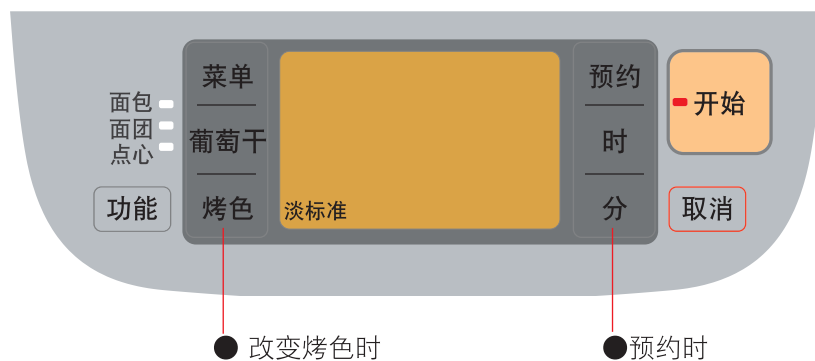 面包
面团
点心
功能
菜单
葡萄干
烤色
淡标准
预约
时
分
开始
取消
改变烤色时
预约时